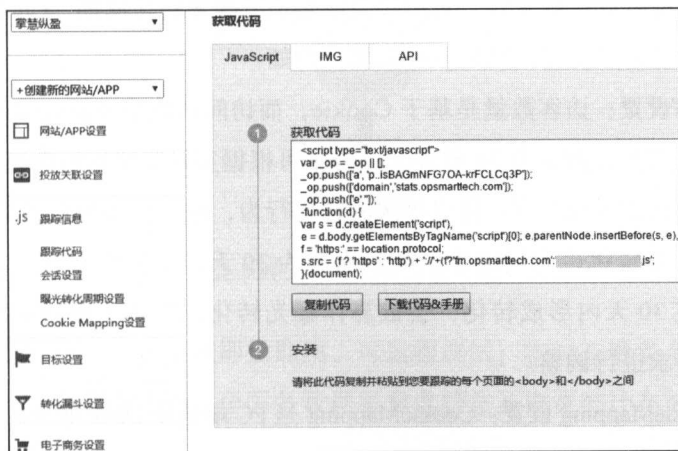 掌慧纵盈
+创建新的网站/APP
网站/APP设置
投放关联设置
.js 跟踪信息
跟踪代码
会话设置
曝光转化周期设置
Cookie Mapping设置
目标设置
转化漏斗设置
电子商务设置
获取代码
JavaScript IMG API
1 获取代码
<script type="text/javascript">
var _op = _op || [];
_op.push(['a', 'p..isBAGmNFG7OA-krFCLCq3P']);
_op.push(['domain','stats.opsmarttech.com']);
_op.push(['e','']);
-function(d) {
var s = d.createElement('script'),
e = d.body.getElementsByTagName('script')[0]; e.parentNode.insertBefore(s, e),
f = 'https:' == location.protocol;
s.src = (f ? 'https' : 'http') + '://'+(f?'fm.opsmarttech.com': js';
}(document);
复制代码 下载代码&手册
2 安装
请将此代码复制并粘贴到您要跟踪的每个页面的<body>和</body>之间